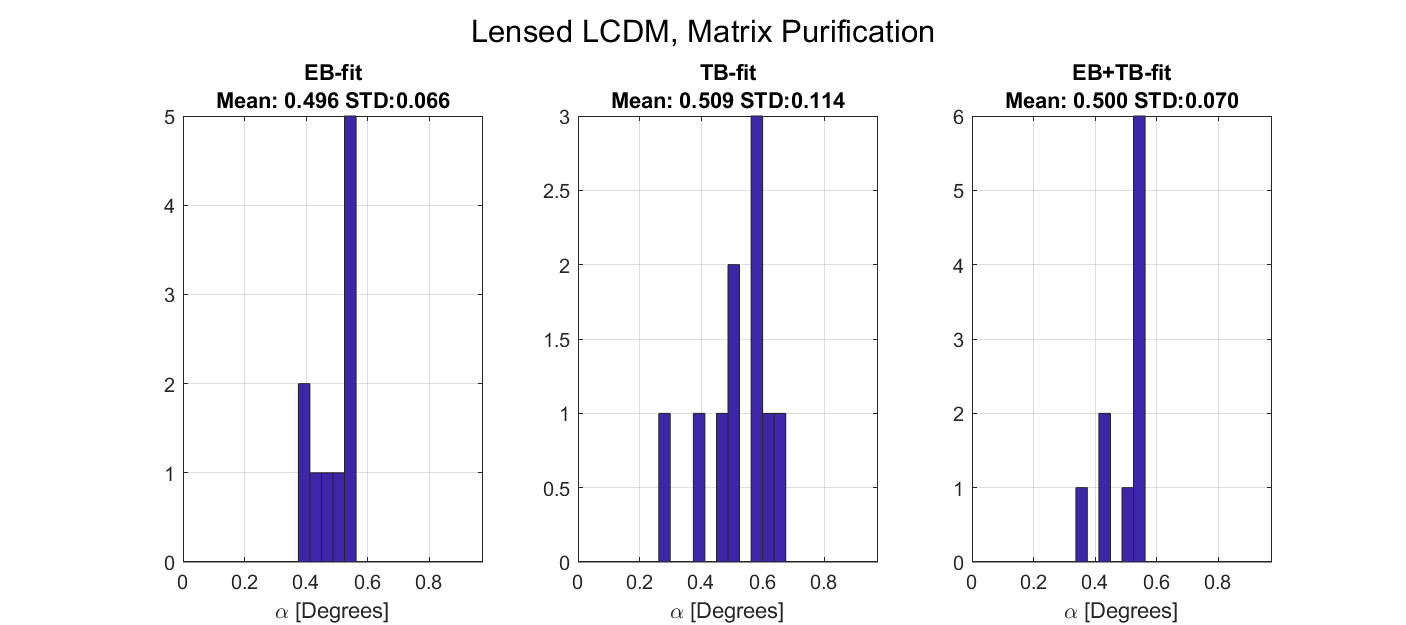 Lensed LCDM, Matrix Purification
EB-fit
Mean: 0.496 STD:0.066
5
4
3
2
1
0
0 0.2 0.4 0.6 0.8
α [Degrees]
TB-fit
Mean: 0.509 STD:0.114
3
2.5
2
1.5
1
0.5
0
0 0.2 0.4 0.6 0.8
α [Degrees]
EB+TB-fit
Mean: 0.500 STD:0.070
6
5
4
3
2
1
0
0 0.2 0.4 0.6 0.8
α [Degrees]